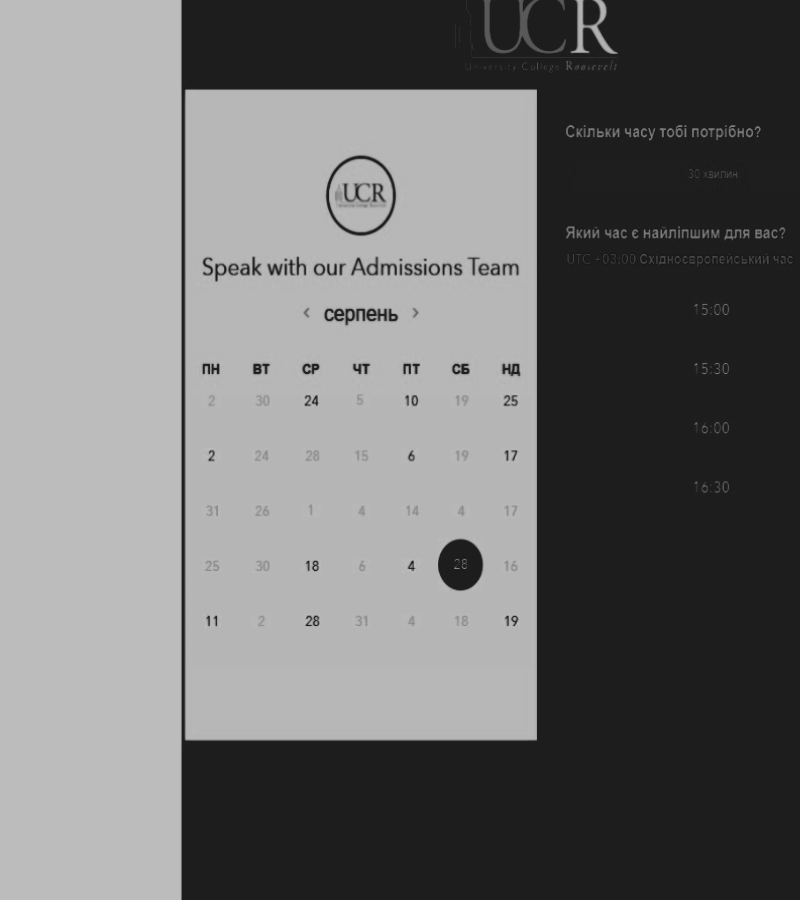 UCR
University College Roosevelt
UCR
Speak with our Admissions Team
‹ серпень ›
ПН ВТ СР ЧТ ПТ СБ НД
2 30 24 5 10 19 25
2 24 28 15 6 19 17
31 26 1 4 14 4 17
25 30 18 6 4 28 16
11 2 28 31 4 18 19
Скільки часу тобі потрібно?
30 хвилин
Який час є найліпшим для вас?
UTC +03:00 Східноєвропейський час
15:00
15:30
16:00
16:30